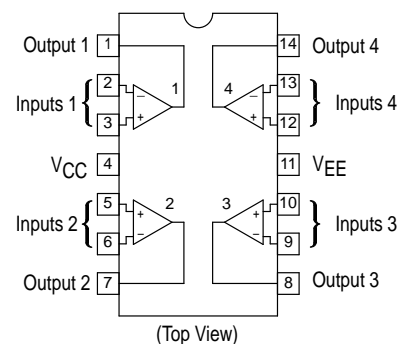 Output 1 1 14 Output 4
2 − 1 4 − 13
Inputs 1 { } Inputs 4
3 + + 12
VCC 4 11 VEE
5 + 2 3 + 10
Inputs 2 { } Inputs 3
6 − − 9
Output 2 7 8 Output 3
(Top View)